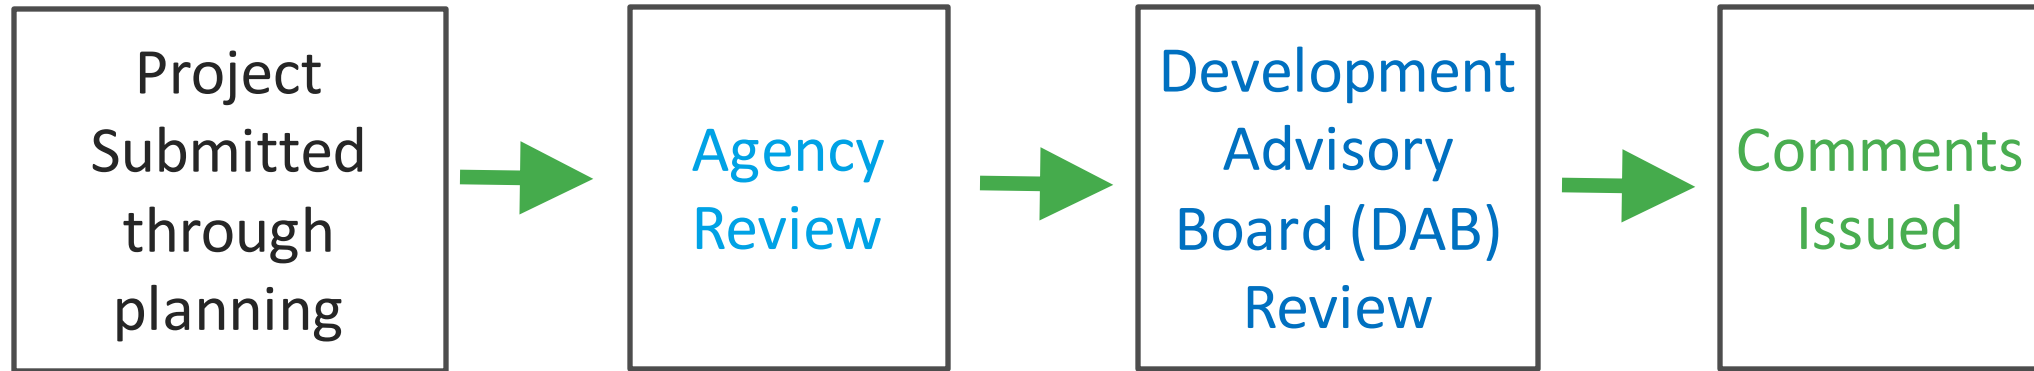 Project
Submitted
through
planning
Agency
Review
Development
Advisory
Board (DAB)
Review
Comments
Issued